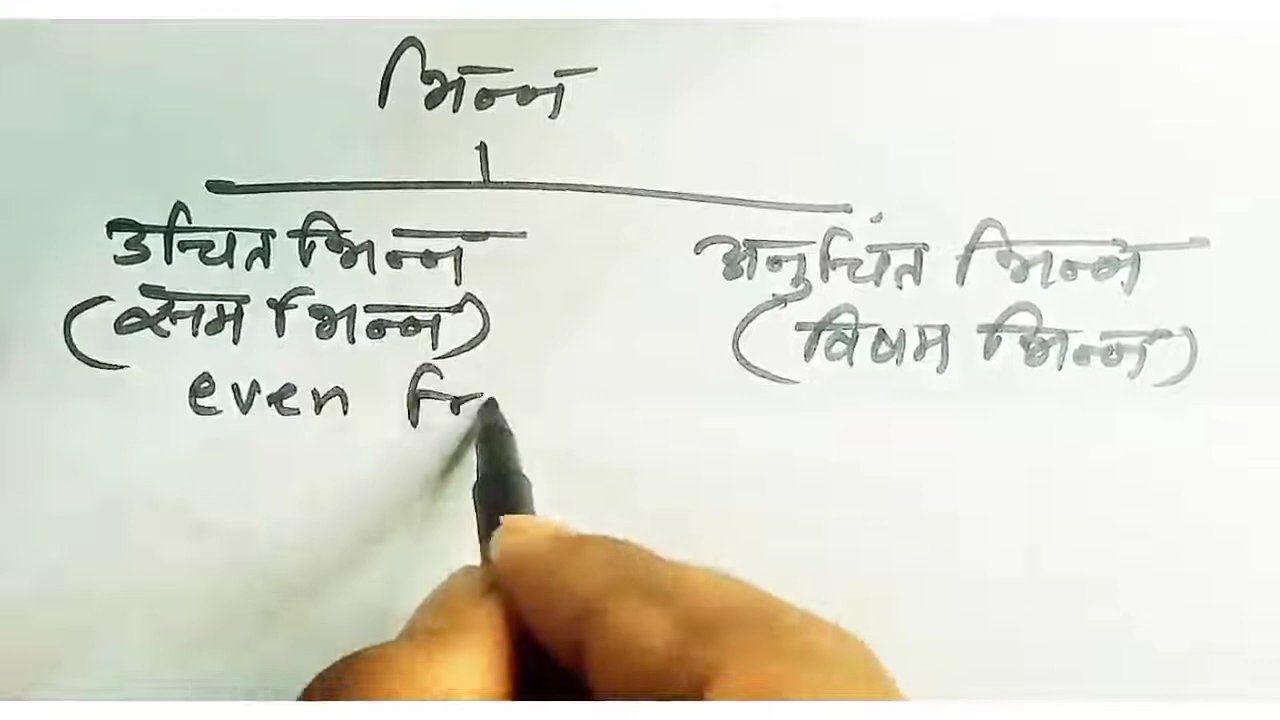 भिन्न
उचित भिन्न
(सम भिन्न)
even fr
अनुचित भिन्न
(विषम भिन्न)